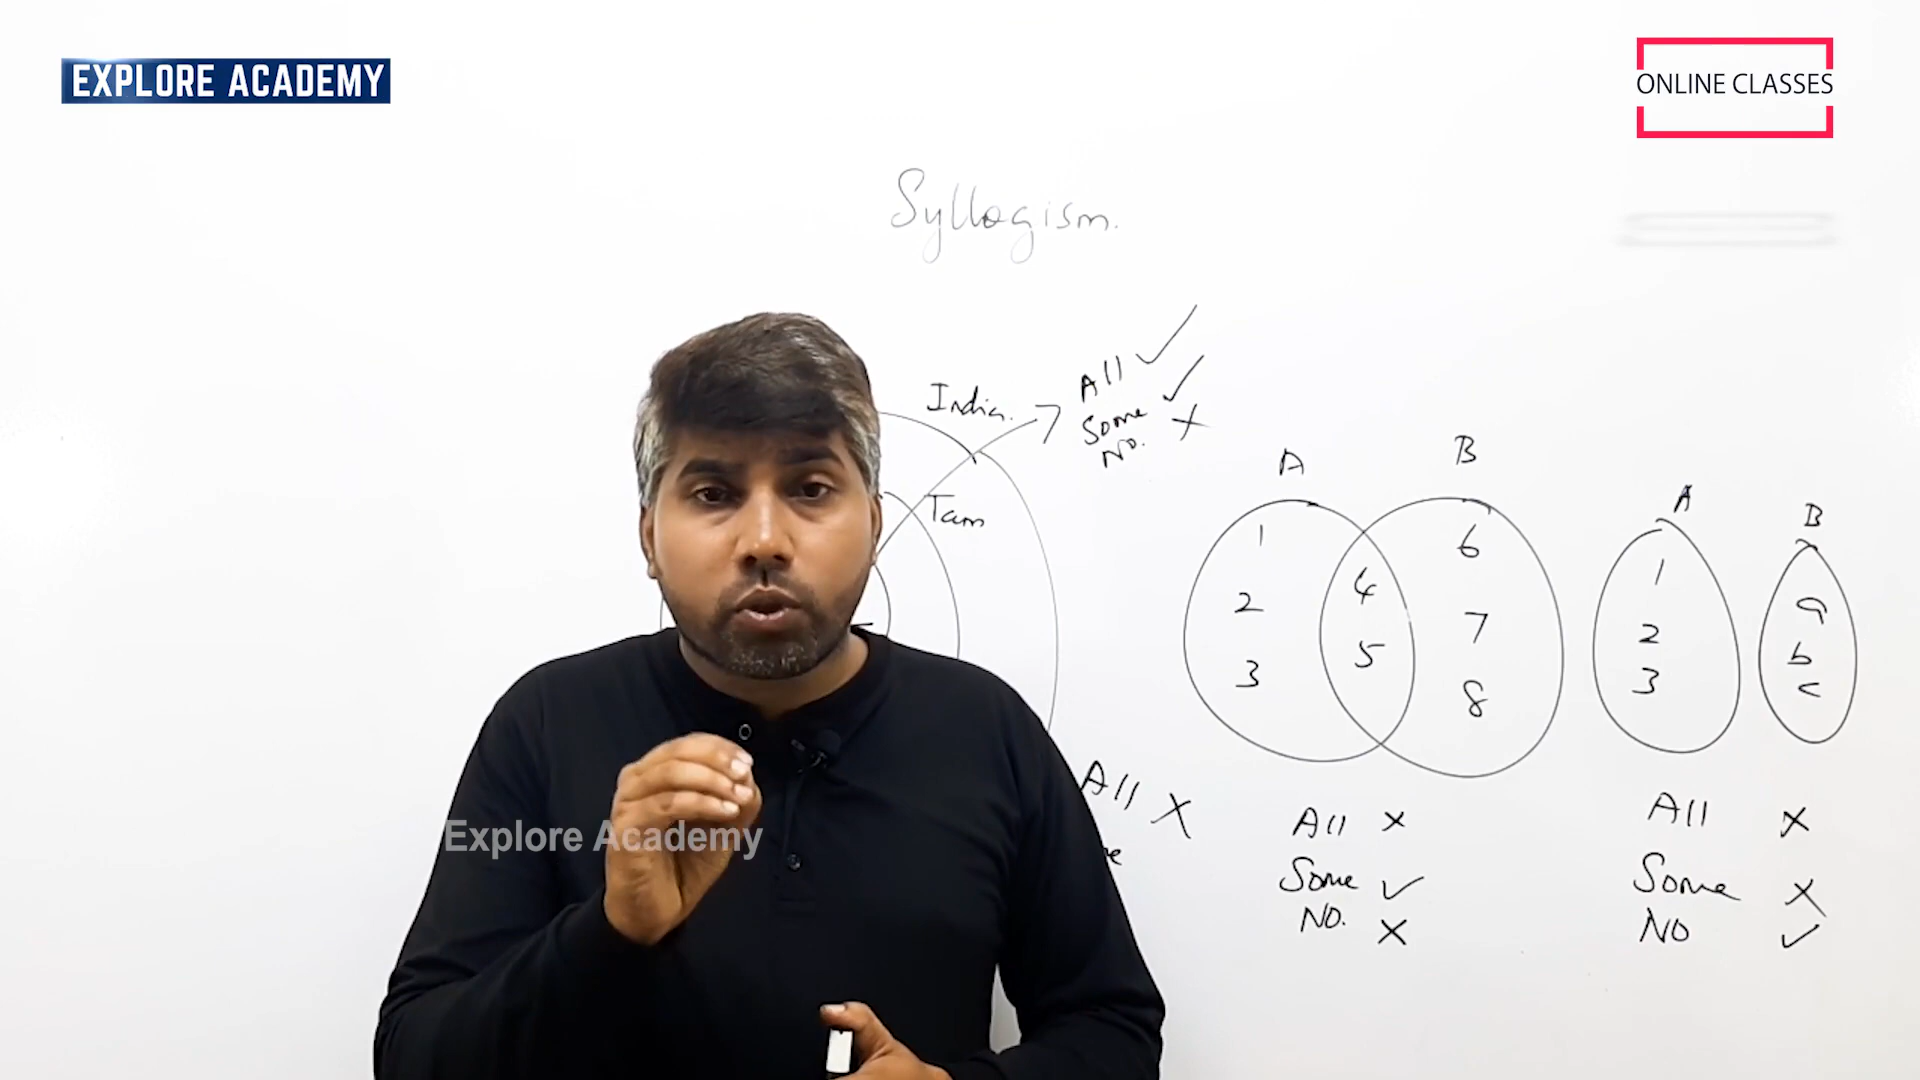 EXPLORE ACADEMY
ONLINE CLASSES
Syllogism.
India.
All ✓
Some ✓
No. ×
Tam
A
1
2
3
4
5
B
6
7
8
A
1
2
3
B
a
b
c
All ×
All ×
Some ✓
NO. ×
All ×
Some ×
NO ✓
Explore Academy